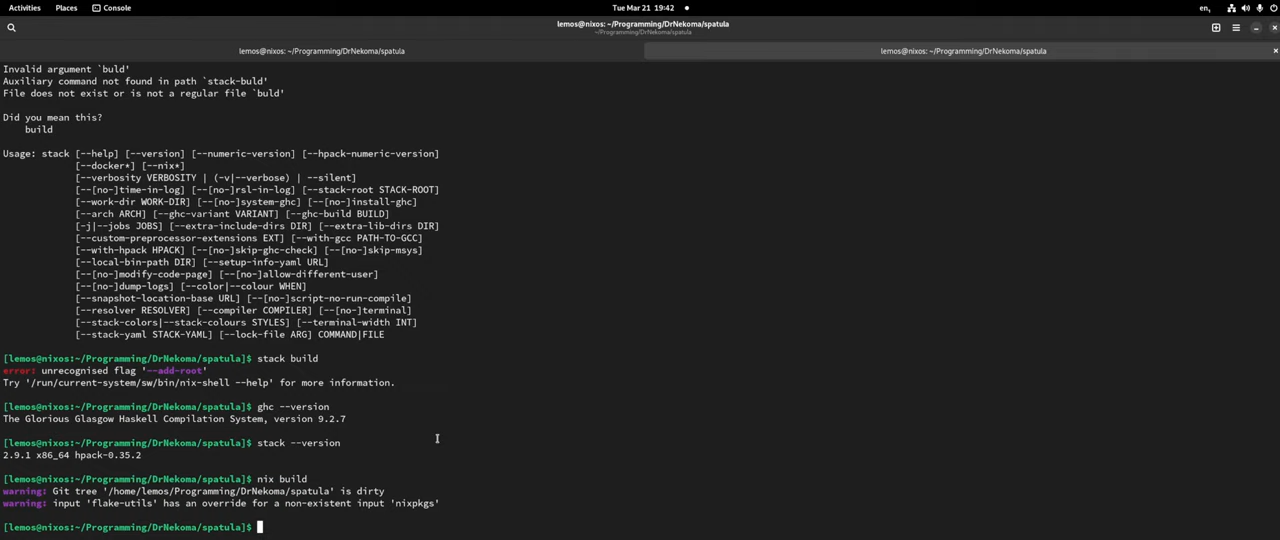 Activities Places Console Tue Mar 21 19:42 en,
lemos@nixos: ~/Programming/DrNekoma/spatula
~/Programming/DrNekoma/spatula
lemos@nixos: ~/Programming/DrNekoma/spatula lemos@nixos: ~/Programming/DrNekoma/spatula
Invalid argument `buld'
Auxiliary command not found in path `stack-buld'
File does not exist or is not a regular file `buld'
Did you mean this?
build
Usage: stack [--help] [--version] [--numeric-version] [--hpack-numeric-version]
[--docker*] [--nix*]
[--verbosity VERBOSITY | (-v|--verbose) | --silent]
[--[no-]time-in-log] [--[no-]rsl-in-log] [--stack-root STACK-ROOT]
[--work-dir WORK-DIR] [--[no-]system-ghc] [--[no-]install-ghc]
[--arch ARCH] [--ghc-variant VARIANT] [--ghc-build BUILD]
[-j|--jobs JOBS] [--extra-include-dirs DIR] [--extra-lib-dirs DIR]
[--custom-preprocessor-extensions EXT] [--with-gcc PATH-TO-GCC]
[--with-hpack HPACK] [--[no-]skip-ghc-check] [--[no-]skip-msys]
[--local-bin-path DIR] [--setup-info-yaml URL]
[--[no-]modify-code-page] [--[no-]allow-different-user]
[--[no-]dump-logs] [--color|--colour WHEN]
[--snapshot-location-base URL] [--[no-]script-no-run-compile]
[--resolver RESOLVER] [--compiler COMPILER] [--[no-]terminal]
[--stack-colors|--stack-colours STYLES] [--terminal-width INT]
[--stack-yaml STACK-YAML] [--lock-file ARG] COMMAND|FILE
[lemos@nixos:~/Programming/DrNekoma/spatula]$ stack build
error: unrecognised flag '--add-root'
Try '/run/current-system/sw/bin/nix-shell --help' for more information.
[lemos@nixos:~/Programming/DrNekoma/spatula]$ ghc --version
The Glorious Glasgow Haskell Compilation System, version 9.2.7
[lemos@nixos:~/Programming/DrNekoma/spatula]$ stack --version
2.9.1 x86_64 hpack-0.35.2
[lemos@nixos:~/Programming/DrNekoma/spatula]$ nix build
warning: Git tree '/home/lemos/Programming/DrNekoma/spatula' is dirty
warning: input 'flake-utils' has an override for a non-existent input 'nixpkgs'
[lemos@nixos:~/Programming/DrNekoma/spatula]$